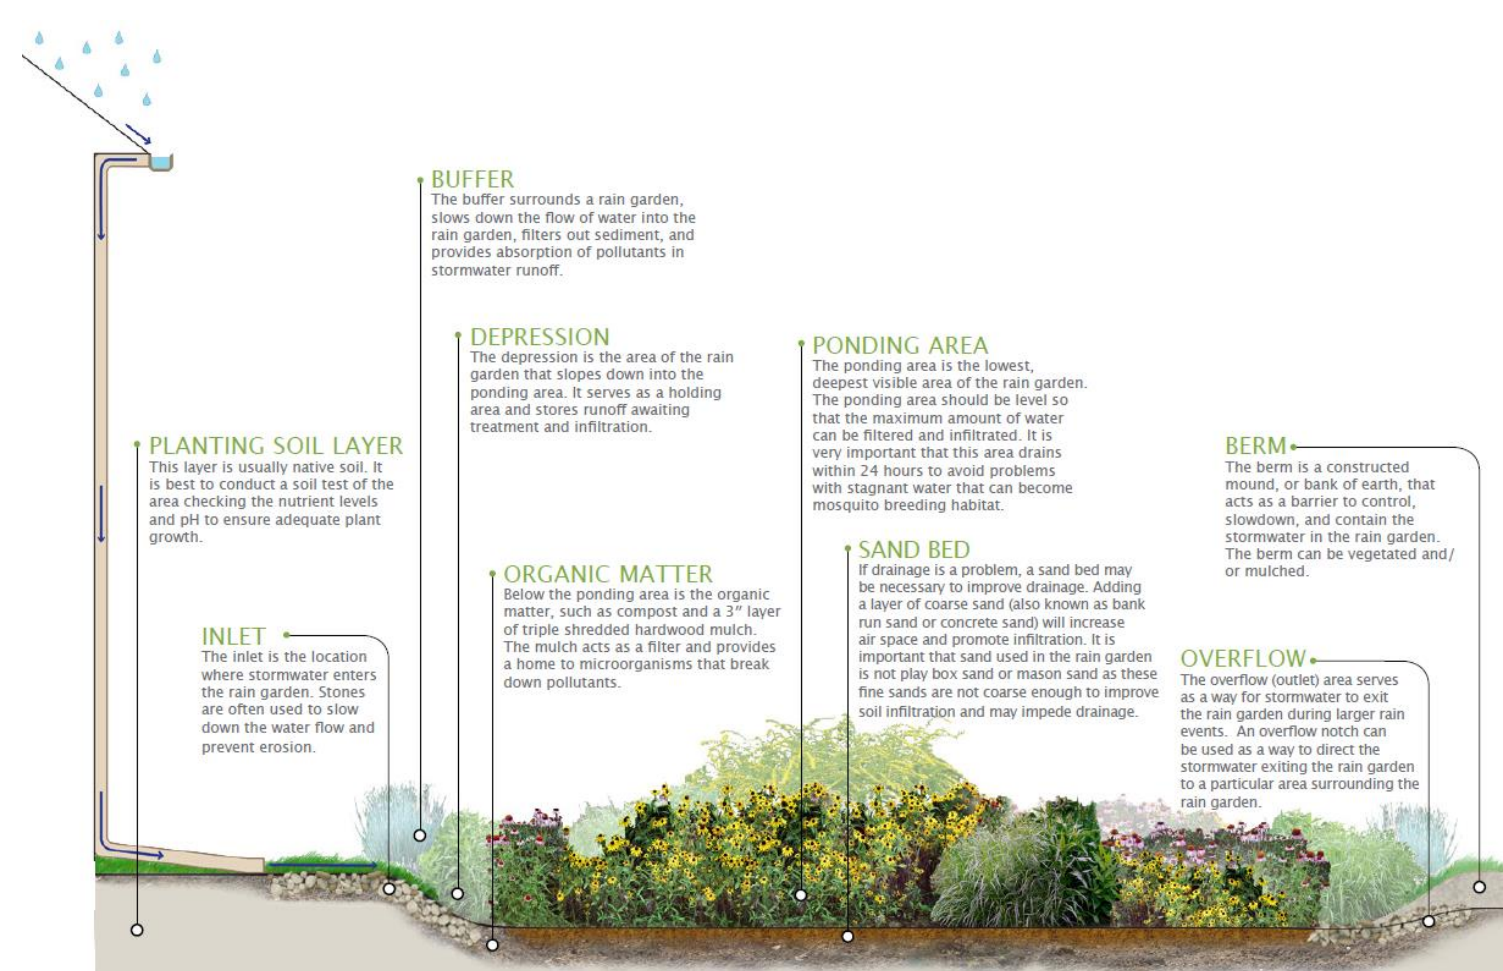 BUFFER
The buffer surrounds a rain garden,
slows down the flow of water into the
rain garden, filters out sediment, and
provides absorption of pollutants in
stormwater runoff.
DEPRESSION
The depression is the area of the rain
garden that slopes down into the
ponding area. It serves as a holding
area and stores runoff awaiting
treatment and infiltration.
PONDING AREA
The ponding area is the lowest,
deepest visible area of the rain garden.
The ponding area should be level so
that the maximum amount of water
can be filtered and infiltrated. It is
very important that this area drains
within 24 hours to avoid problems
with stagnant water that can become
mosquito breeding habitat.
PLANTING SOIL LAYER
This layer is usually native soil. It
is best to conduct a soil test of the
area checking the nutrient levels
and pH to ensure adequate plant
growth.
BERM
The berm is a constructed
mound, or bank of earth, that
acts as a barrier to control,
slowdown, and contain the
stormwater in the rain garden.
The berm can be vegetated and/
or mulched.
SAND BED
If drainage is a problem, a sand bed may
be necessary to improve drainage. Adding
a layer of coarse sand (also known as bank
run sand or concrete sand) will increase
air space and promote infiltration. It is
important that sand used in the rain garden
is not play box sand or mason sand as these
fine sands are not coarse enough to improve
soil infiltration and may impede drainage.
ORGANIC MATTER
Below the ponding area is the organic
matter, such as compost and a 3" layer
of triple shredded hardwood mulch.
The mulch acts as a filter and provides
a home to microorganisms that break
down pollutants.
INLET
The inlet is the location
where stormwater enters
the rain garden. Stones
are often used to slow
down the water flow and
prevent erosion.
OVERFLOW
The overflow (outlet) area serves
as a way for stormwater to exit
the rain garden during larger rain
events. An overflow notch can
be used as a way to direct the
stormwater exiting the rain garden
to a particular area surrounding the
rain garden.